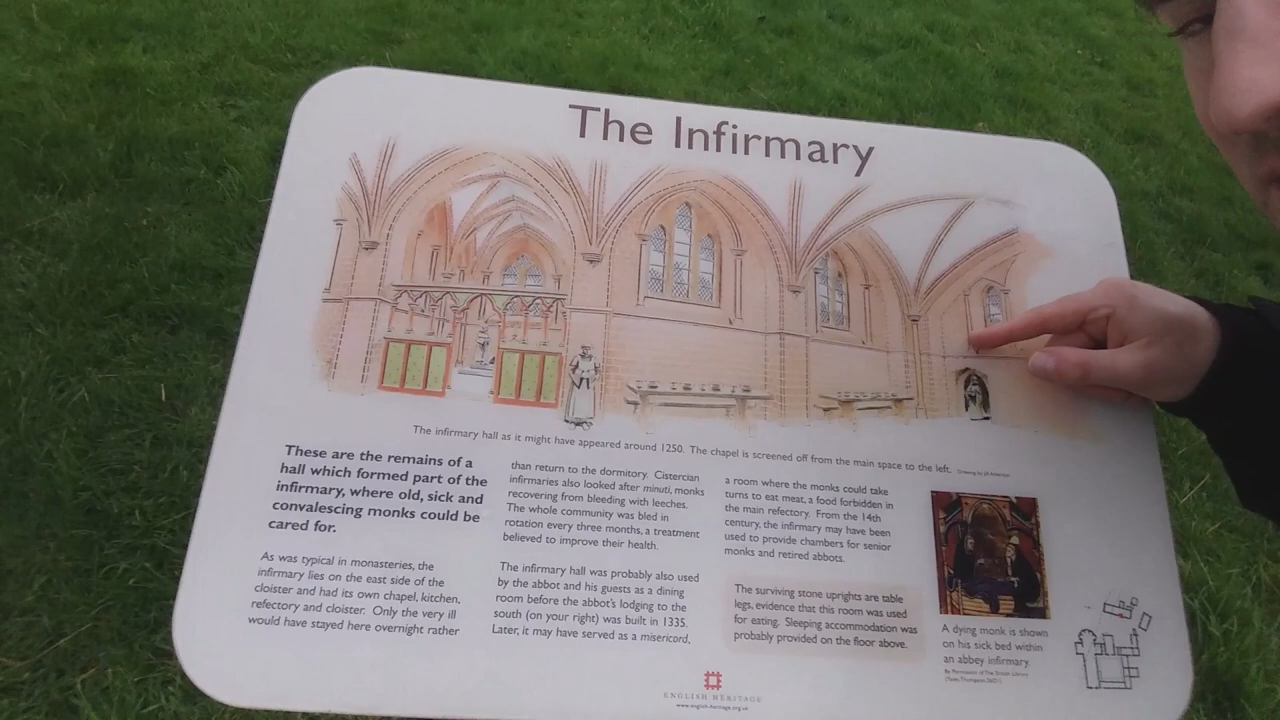 The Infirmary
The infirmary hall as it might have appeared around 1250. The chapel is screened off from the main space to the left.
These are the remains of a
hall which formed part of the
infirmary, where old, sick and
convalescing monks could be
cared for.
As was typical in monasteries, the
infirmary lies on the east side of the
cloister and had its own chapel, kitchen,
refectory and cloister. Only the very ill
would have stayed here overnight rather
than return to the dormitory. Cistercian
infirmaries also looked after minuti, monks
recovering from bleeding with leeches.
The whole community was bled in
rotation every three months, a treatment
believed to improve their health.
The infirmary hall was probably also used
by the abbot and his guests as a dining
room before the abbot's lodging to the
south (on your right) was built in 1335.
Later, it may have served as a misericord,
a room where the monks could take
turns to eat meat, a food forbidden in
the main refectory. From the 14th
century, the infirmary may have been
used to provide chambers for senior
monks and retired abbots.
The surviving stone uprights are table
legs, evidence that this room was used
for eating. Sleeping accommodation was
probably provided on the floor above.
A dying monk is shown
on his sick bed within
an abbey infirmary.
By Permission of The British Library
ENGLISH HERITAGE
www.english-heritage.org.uk